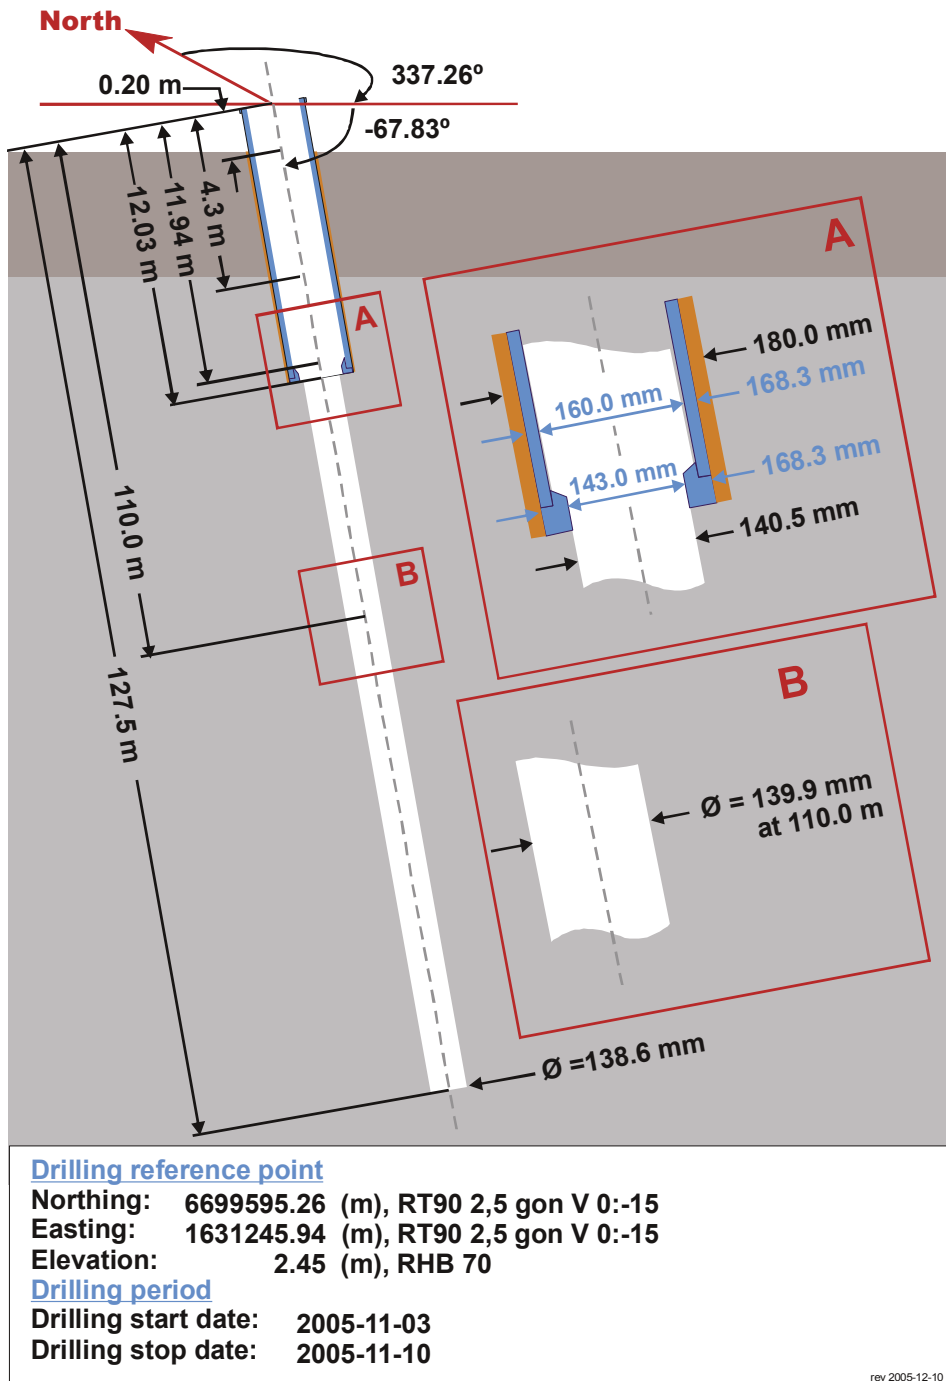 North
0.20 m
337.26º
-67.83º
4.3 m
11.94 m
12.03 m
110.0 m
127.5 m
A
B
A
180.0 mm
160.0 mm
168.3 mm
143.0 mm
168.3 mm
140.5 mm
B
Ø = 139.9 mm
at 110.0 m
Ø =138.6 mm
Drilling reference point
Northing: 6699595.26 (m), RT90 2,5 gon V 0:-15
Easting: 1631245.94 (m), RT90 2,5 gon V 0:-15
Elevation: 2.45 (m), RHB 70
Drilling period
Drilling start date: 2005-11-03
Drilling stop date: 2005-11-10
rev 2005-12-10